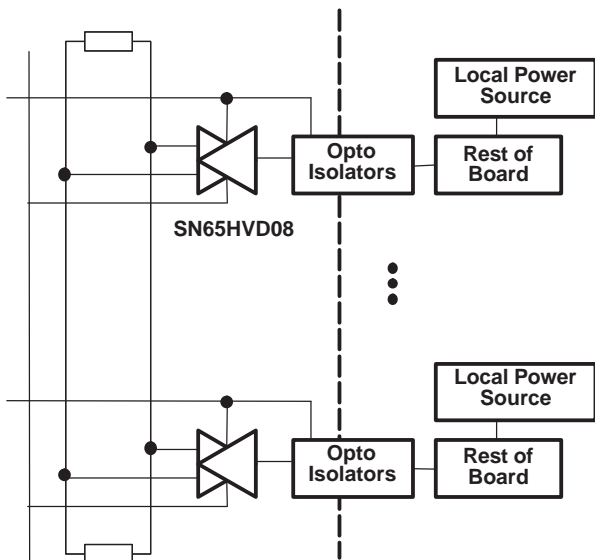 Local Power
Source
Opto
Isolators
Rest of
Board
SN65HVD08
Local Power
Source
Opto
Isolators
Rest of
Board